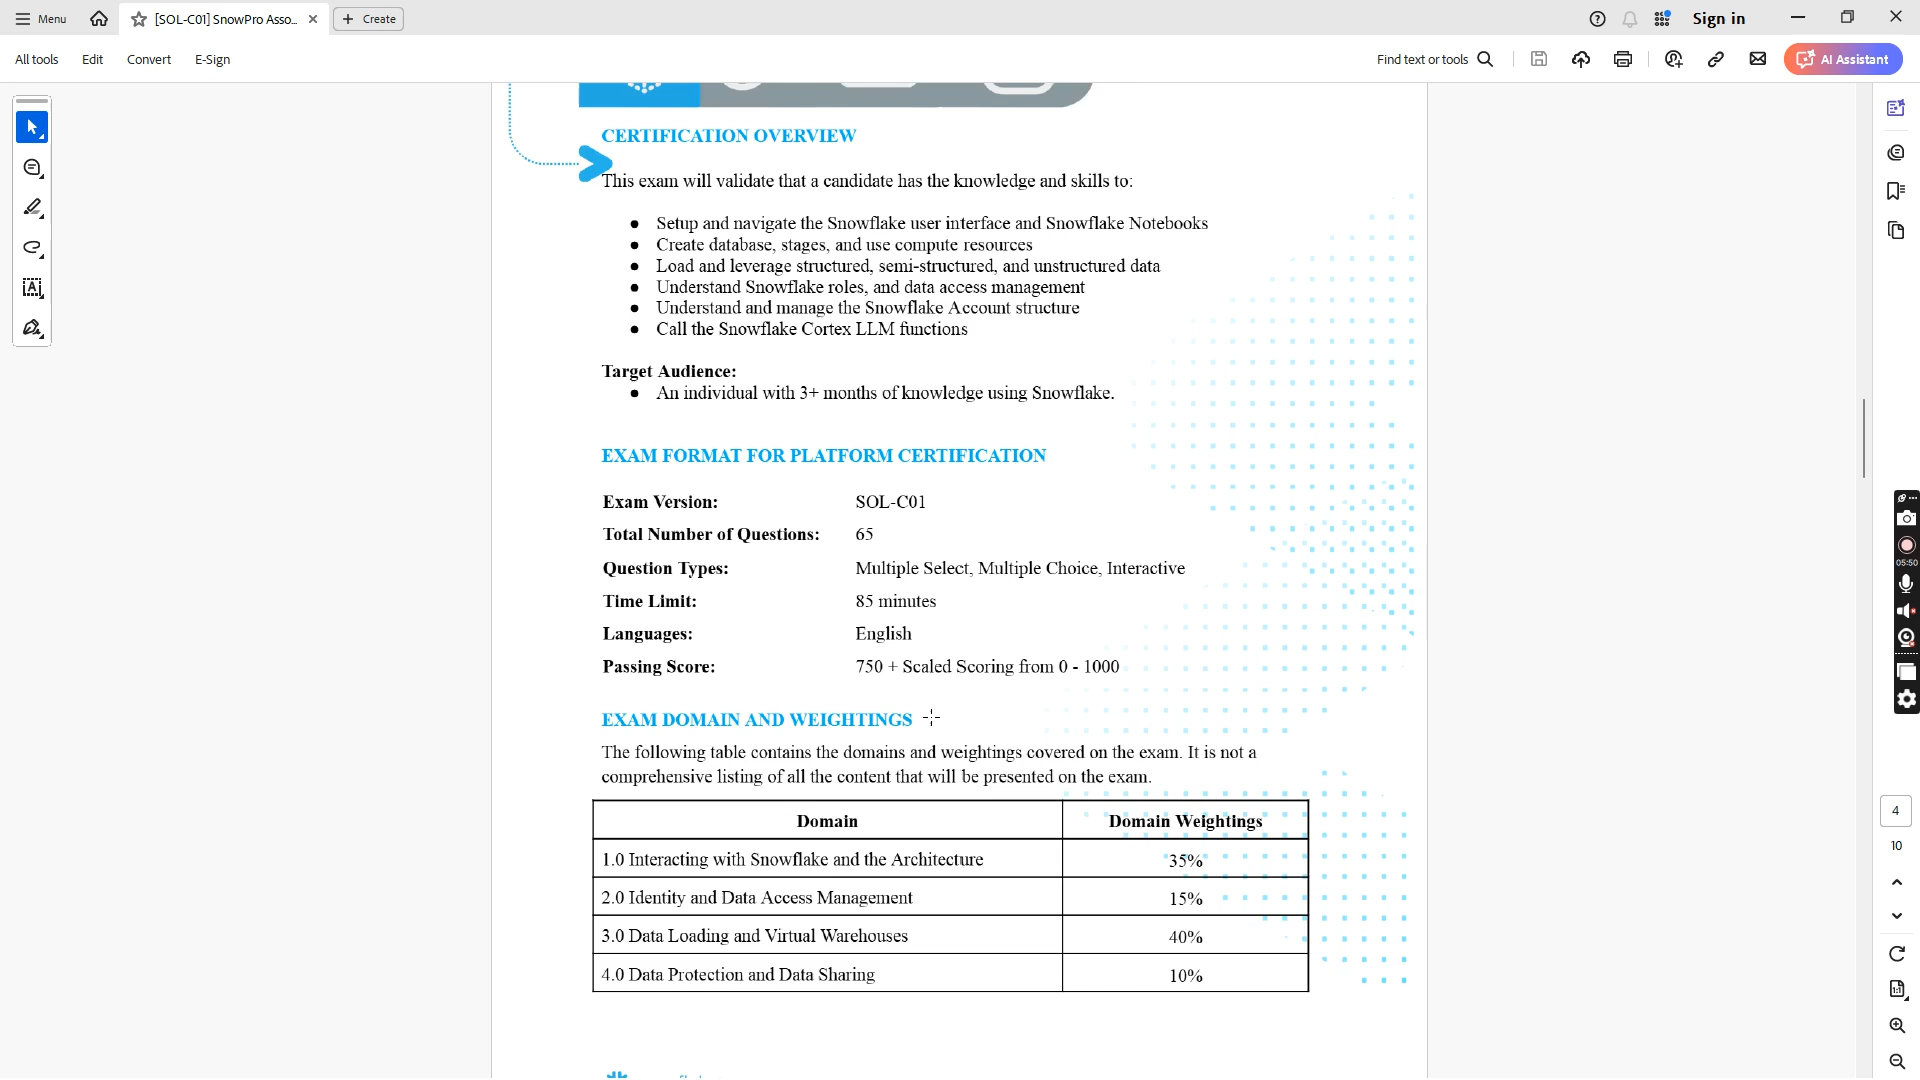 Menu
[SOL-C01] SnowPro Asso...
Create
Sign in
All tools
Edit
Convert
E-Sign
Find text or tools
AI Assistant
CERTIFICATION OVERVIEW
This exam will validate that a candidate has the knowledge and skills to:
● Setup and navigate the Snowflake user interface and Snowflake Notebooks
● Create database, stages, and use compute resources
● Load and leverage structured, semi-structured, and unstructured data
● Understand Snowflake roles, and data access management
● Understand and manage the Snowflake Account structure
● Call the Snowflake Cortex LLM functions
Target Audience:
● An individual with 3+ months of knowledge using Snowflake.
EXAM FORMAT FOR PLATFORM CERTIFICATION
Exam Version: SOL-C01
Total Number of Questions: 65
Question Types: Multiple Select, Multiple Choice, Interactive
Time Limit: 85 minutes
Languages: English
Passing Score: 750 + Scaled Scoring from 0 - 1000
EXAM DOMAIN AND WEIGHTINGS
The following table contains the domains and weightings covered on the exam. It is not a
comprehensive listing of all the content that will be presented on the exam.
Domain Domain Weightings
1.0 Interacting with Snowflake and the Architecture 35%
2.0 Identity and Data Access Management 15%
3.0 Data Loading and Virtual Warehouses 40%
4.0 Data Protection and Data Sharing 10%
05:50
4
10